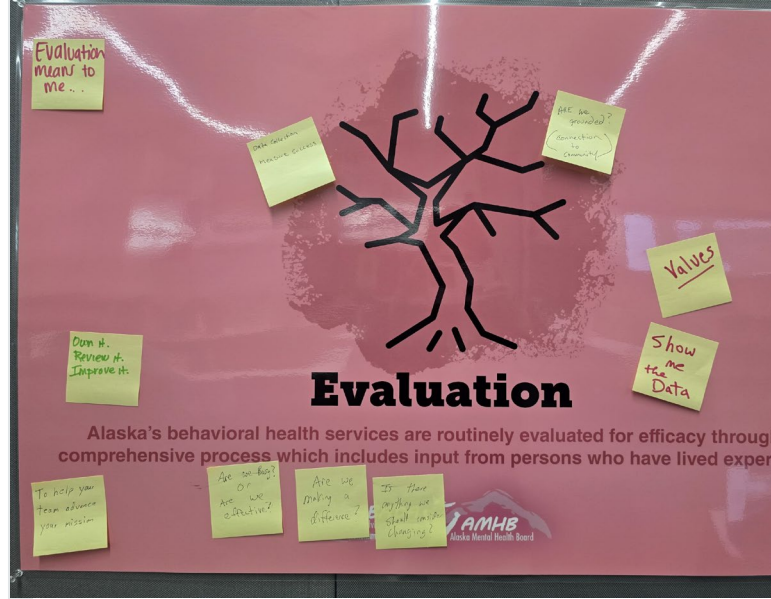 Evaluation
means to
me...
Data Collection
Measure success
ARE we
grounded?
(connection
to
community)
Values
Show
me
the
Data
Own it.
Review it.
Improve it.
Evaluation
Alaska's behavioral health services are routinely evaluated for efficacy throug
comprehensive process which includes input from persons who have lived exper
To help your
team advance
your mission
Are we busy?
OR
Are we
effective?
Are we
making a
difference?
Is there
anything we
should consider
changing?
AMHB
Alaska Mental Health Board